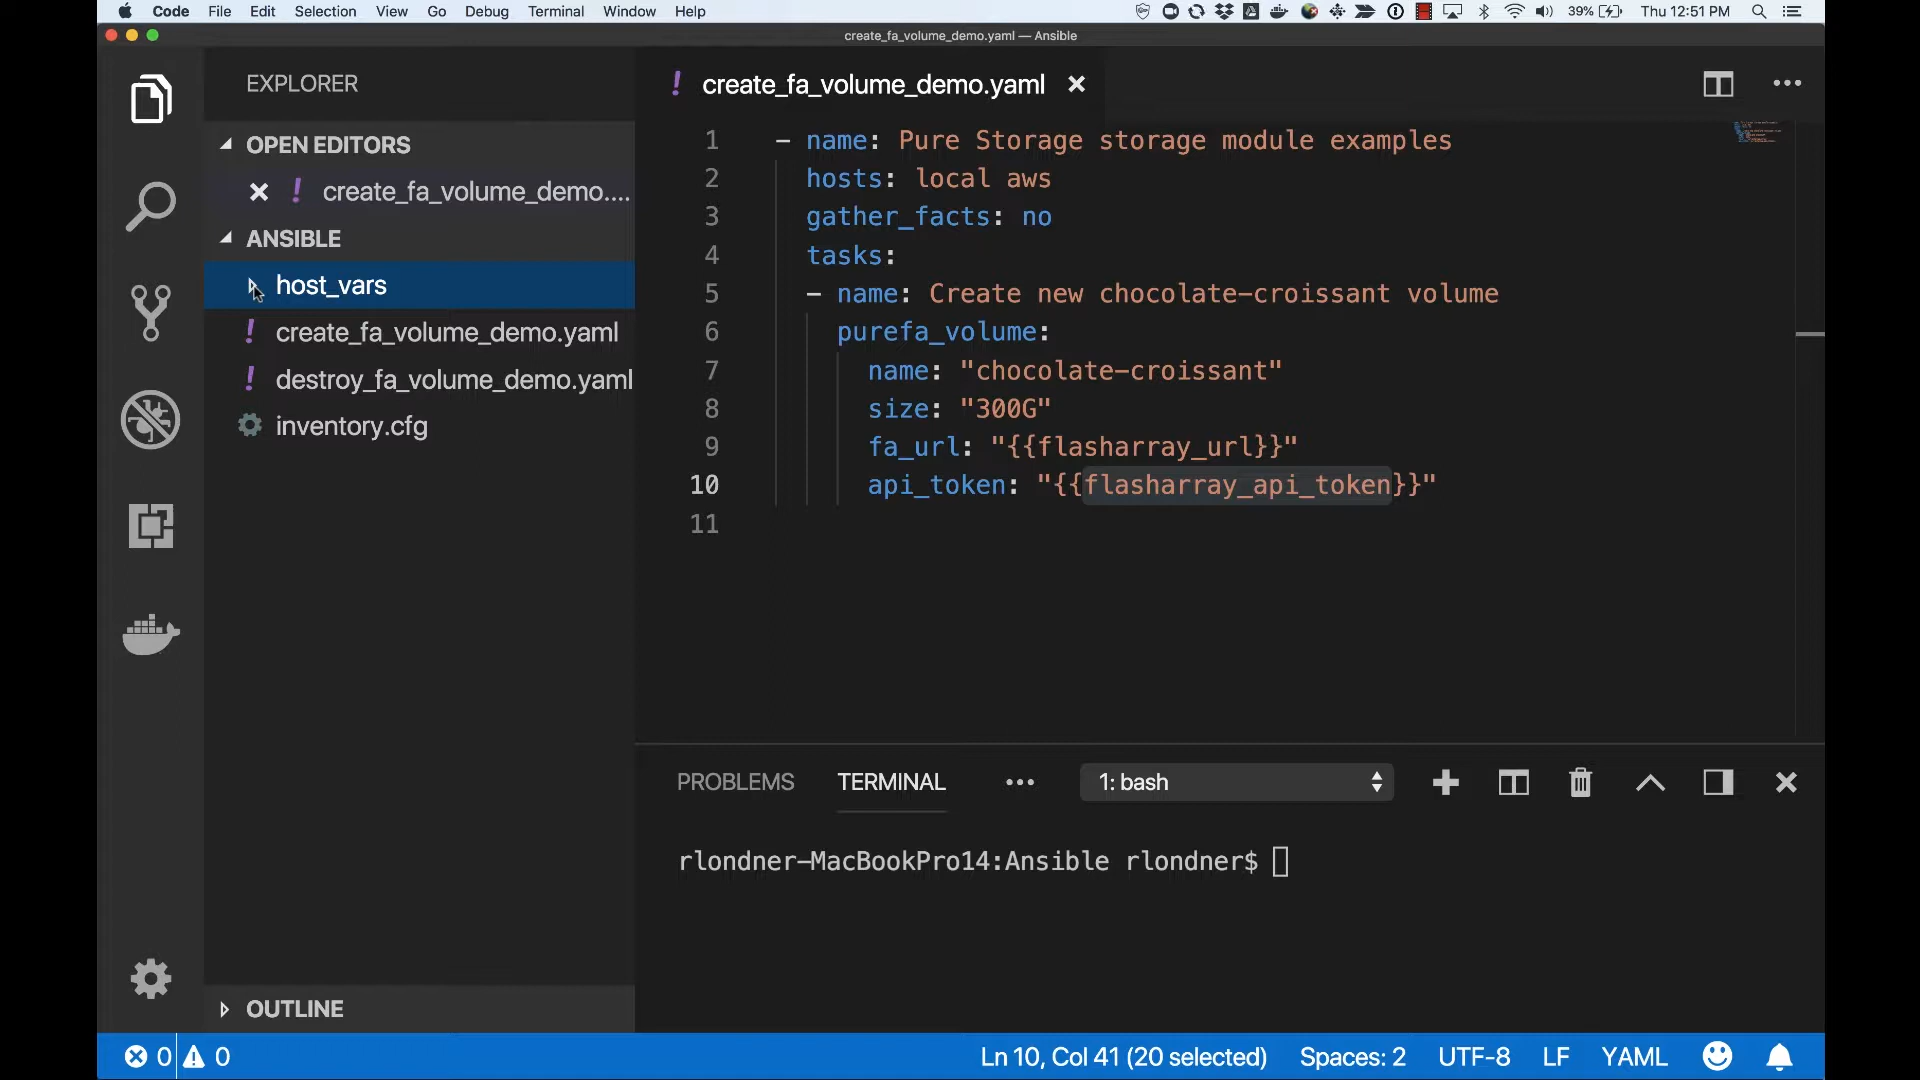 Code File Edit Selection View Go Debug Terminal Window Help 39% Thu 12:51 PM
create_fa_volume_demo.yaml — Ansible
EXPLORER
OPEN EDITORS
create_fa_volume_demo....
ANSIBLE
host_vars
create_fa_volume_demo.yaml
destroy_fa_volume_demo.yaml
inventory.cfg
OUTLINE
create_fa_volume_demo.yaml
1 - name: Pure Storage storage module examples
2 hosts: local aws
3 gather_facts: no
4 tasks:
5 - name: Create new chocolate-croissant volume
6 purefa_volume:
7 name: "chocolate-croissant"
8 size: "300G"
9 fa_url: "{{flasharray_url}}"
10 api_token: "{{flasharray_api_token}}"
11
PROBLEMS TERMINAL ••• 1: bash
rlondner-MacBookPro14:Ansible rlondner$
0 0 Ln 10, Col 41 (20 selected) Spaces: 2 UTF-8 LF YAML